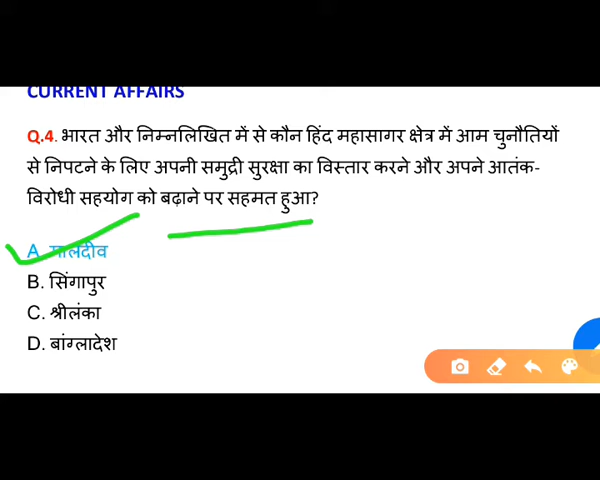 CURRENT AFFAIRS
Q.4. भारत और निम्नलिखित में से कौन हिंद महासागर क्षेत्र में आम चुनौतियों
से निपटने के लिए अपनी समुद्री सुरक्षा का विस्तार करने और अपने आतंक-
विरोधी सहयोग को बढ़ाने पर सहमत हुआ?
A. मालदीव
B. सिंगापुर
C. श्रीलंका
D. बांग्लादेश